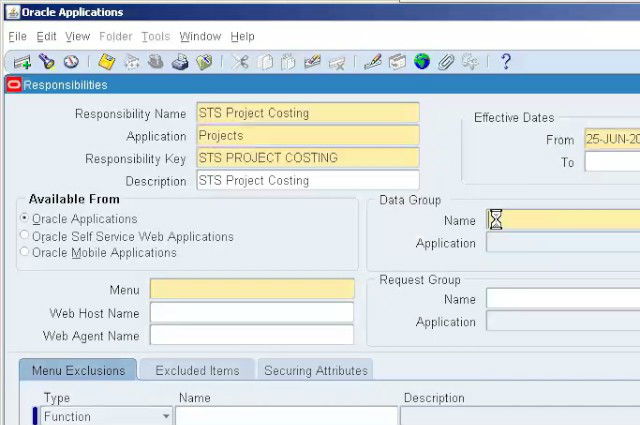 Oracle Applications
File Edit View Folder Tools Window Help
Responsibilities
Responsibility Name STS Project Costing
Application Projects
Responsibility Key STS PROJECT COSTING
Description STS Project Costing
Effective Dates
From 25-JUN-20
To
Available From
Oracle Applications
Oracle Self Service Web Applications
Oracle Mobile Applications
Data Group
Name
Application
Menu
Web Host Name
Web Agent Name
Request Group
Name
Application
Menu Exclusions Excluded Items Securing Attributes
Type Name Description
Function